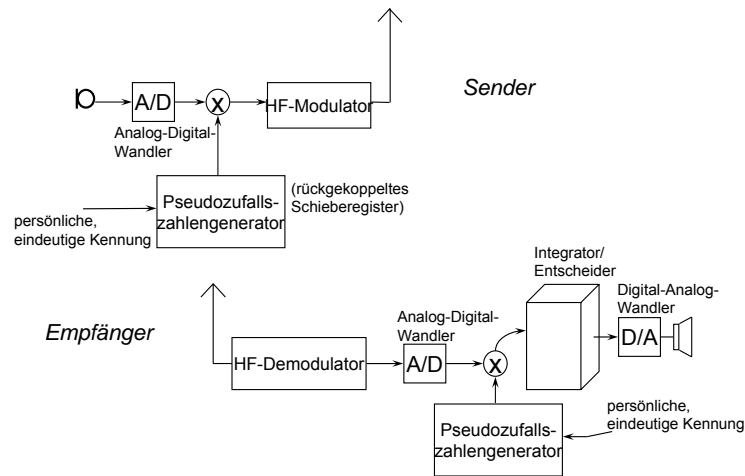 Sender
A/D
X
HF-Modulator
Analog-Digital-
Wandler
Pseudozufalls-
zahlengenerator
(rückgekoppeltes
Schieberegister)
persönliche,
eindeutige Kennung
Empfänger
HF-Demodulator
Analog-Digital-
Wandler
A/D
X
Integrator/
Entscheider
Digital-Analog-
Wandler
D/A
Pseudozufalls-
zahlengenerator
persönliche,
eindeutige Kennung